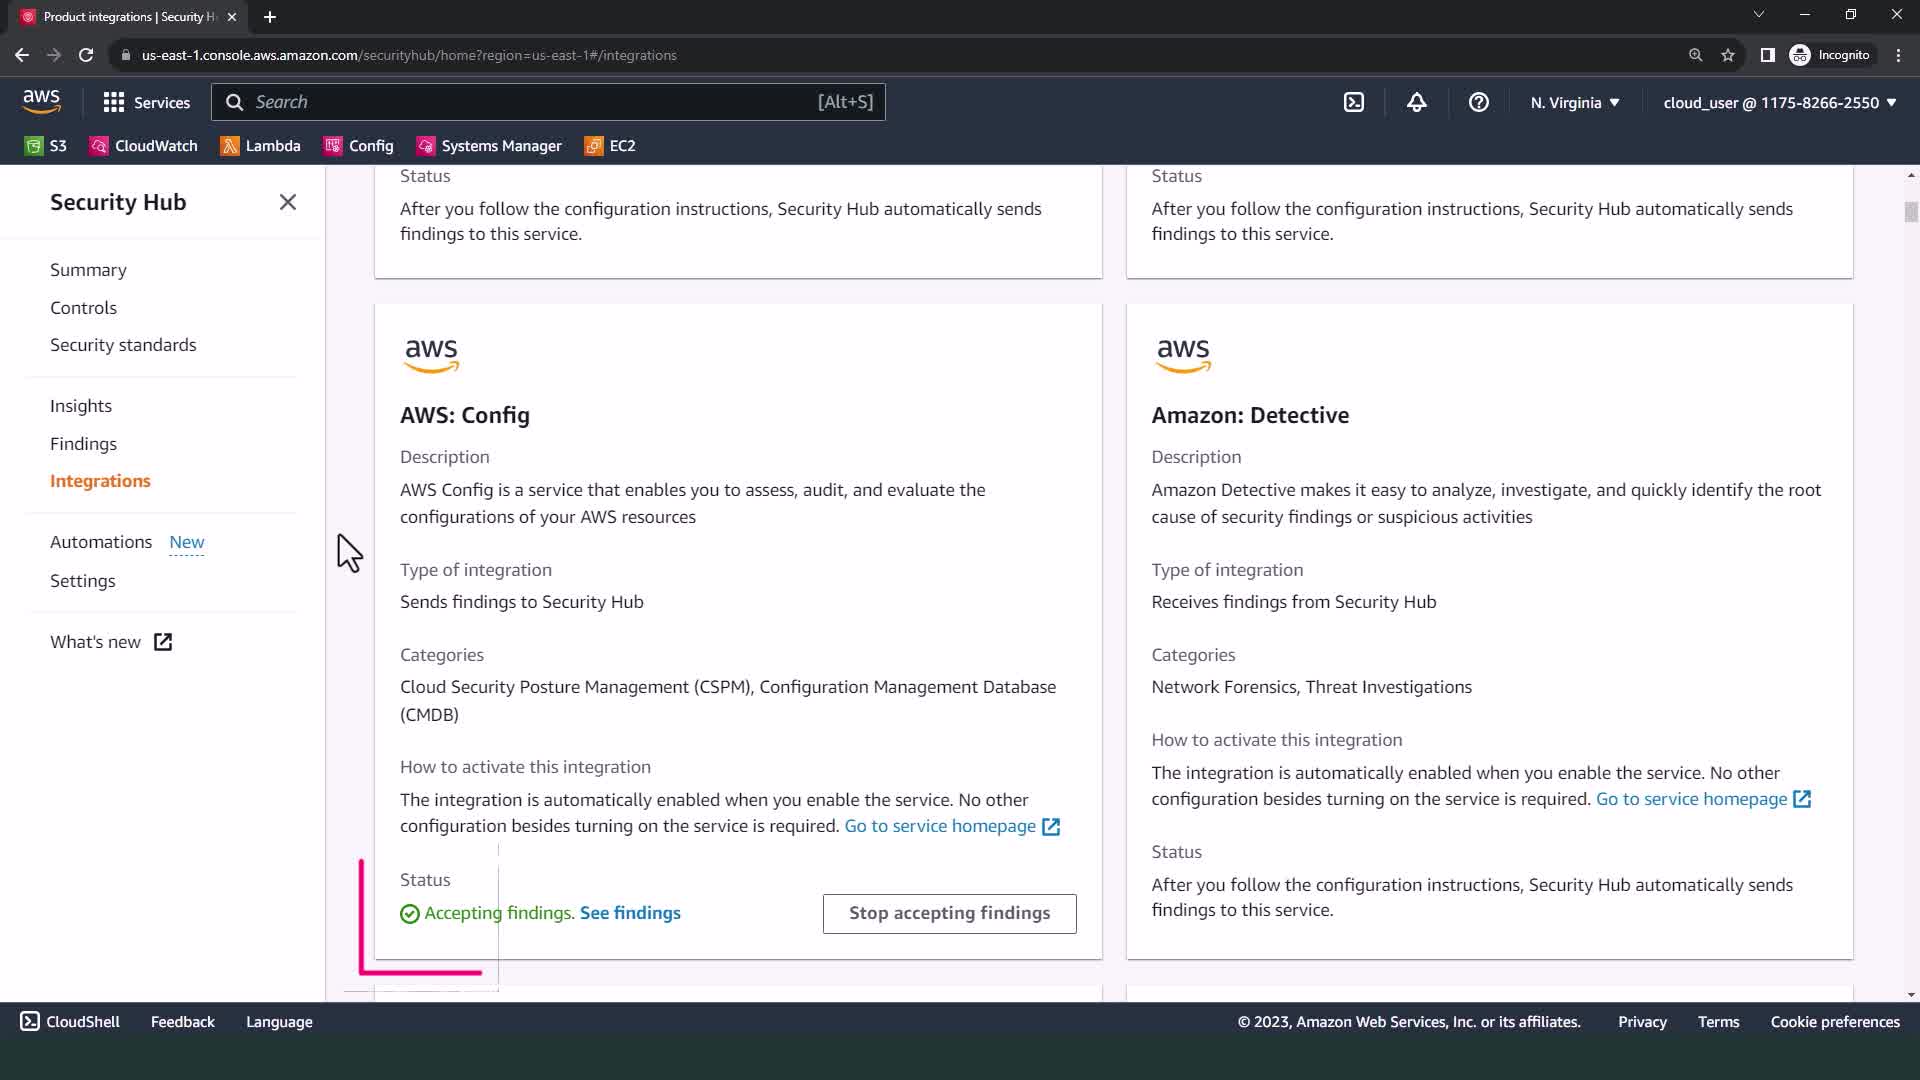 Product integrations | Security H
us-east-1.console.aws.amazon.com/securityhub/home?region=us-east-1#/integrations
Incognito
aws
Services
Search
[Alt+S]
N. Virginia
cloud_user @ 1175-8266-2550
S3
CloudWatch
Lambda
Config
Systems Manager
EC2
Security Hub
Summary
Controls
Security standards
Insights
Findings
Integrations
Automations New
Settings
What's new
Status
After you follow the configuration instructions, Security Hub automatically sends
findings to this service.
Status
After you follow the configuration instructions, Security Hub automatically sends
findings to this service.
aws
AWS: Config
Description
AWS Config is a service that enables you to assess, audit, and evaluate the
configurations of your AWS resources
Type of integration
Sends findings to Security Hub
Categories
Cloud Security Posture Management (CSPM), Configuration Management Database
(CMDB)
How to activate this integration
The integration is automatically enabled when you enable the service. No other
configuration besides turning on the service is required. Go to service homepage
Status
Accepting findings. See findings
Stop accepting findings
aws
Amazon: Detective
Description
Amazon Detective makes it easy to analyze, investigate, and quickly identify the root
cause of security findings or suspicious activities
Type of integration
Receives findings from Security Hub
Categories
Network Forensics, Threat Investigations
How to activate this integration
The integration is automatically enabled when you enable the service. No other
configuration besides turning on the service is required. Go to service homepage
Status
After you follow the configuration instructions, Security Hub automatically sends
findings to this service.
CloudShell
Feedback
Language
© 2023, Amazon Web Services, Inc. or its affiliates.
Privacy
Terms
Cookie preferences